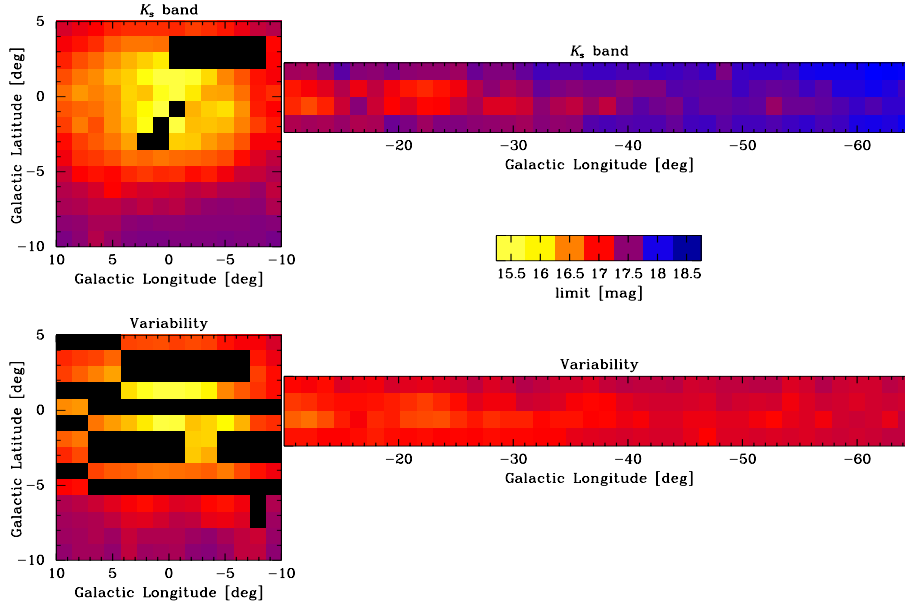 K_s band
5
0
−5
−10
Galactic Latitude [deg]
10 5 0 −5 −10
Galactic Longitude [deg]
K_s band
−20 −30 −40 −50 −60
Galactic Longitude [deg]
15.5 16 16.5 17 17.5 18 18.5
limit [mag]
Variability
5
0
−5
−10
Galactic Latitude [deg]
10 5 0 −5 −10
Galactic Longitude [deg]
Variability
−20 −30 −40 −50 −60
Galactic Longitude [deg]